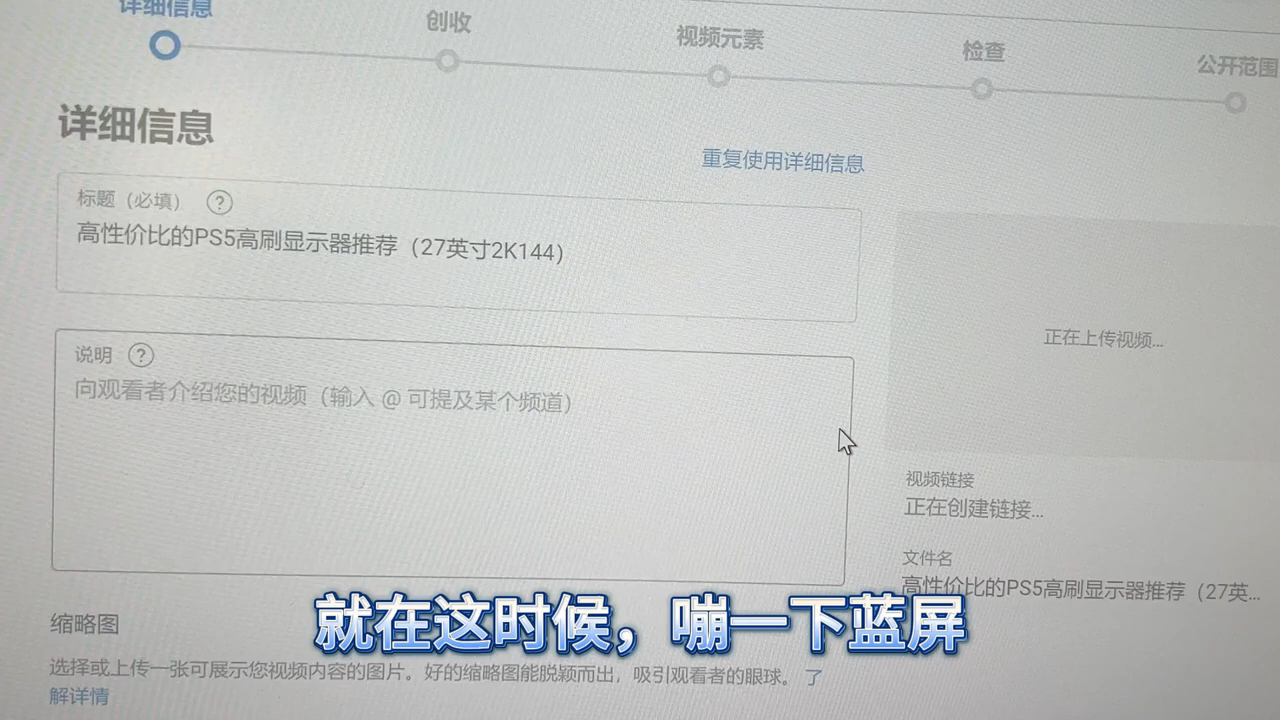 详细信息
创收
视频元素
检查
公开范围
详细信息
重复使用详细信息
标题（必填） ?
高性价比的PS5高刷显示器推荐（27英寸2K144）
正在上传视频...
说明 ?
向观看者介绍您的视频（输入 @ 可提及某个频道）
视频链接
正在创建链接...
文件名
高性价比的PS5高刷显示器推荐（27英...
就在这时候，嘣一下蓝屏
缩略图
选择或上传一张可展示您视频内容的图片。好的缩略图能脱颖而出，吸引观看者的眼球。了
解详情